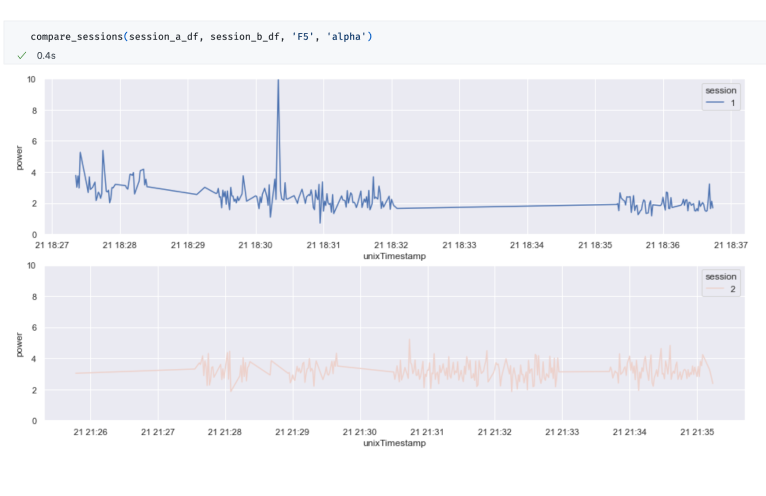 compare_sessions(session_a_df, session_b_df, 'F5', 'alpha')
0.4s
10
8
6
4
2
0
power
session
1
21 18:27 21 18:28 21 18:29 21 18:30 21 18:31 21 18:32 21 18:33 21 18:34 21 18:35 21 18:36 21 18:37
unixTimestamp
10
8
6
4
2
0
power
session
2
21 21:26 21 21:27 21 21:28 21 21:29 21 21:30 21 21:31 21 21:32 21 21:33 21 21:34 21 21:35
unixTimestamp